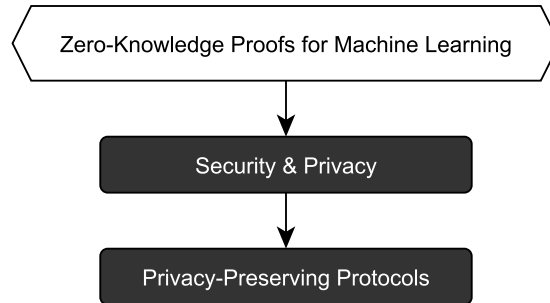 Zero-Knowledge Proofs for Machine Learning
Security & Privacy
Privacy-Preserving Protocols